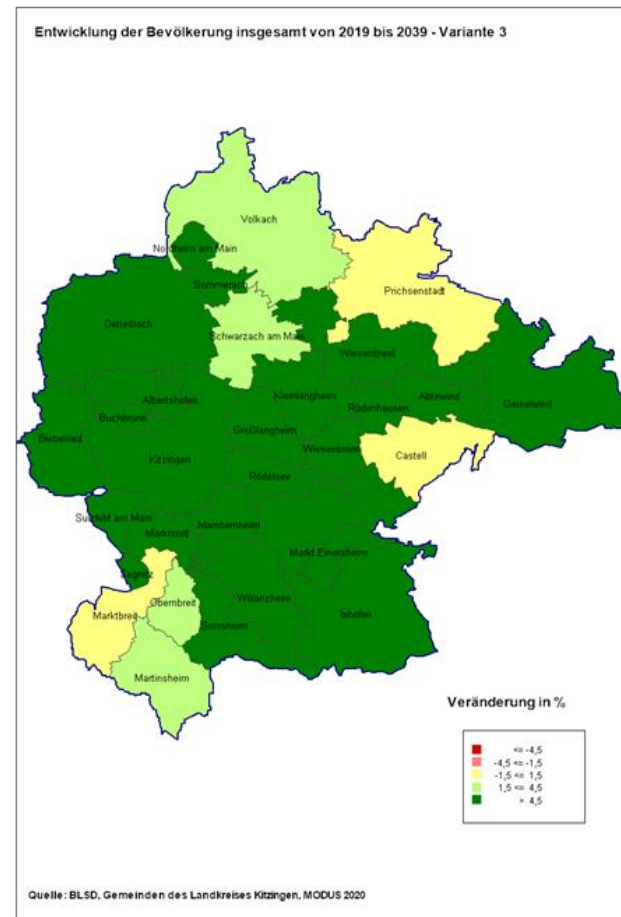 Entwicklung der Bevölkerung insgesamt von 2019 bis 2039 - Variante 3
Volkach
Nordheim am Main
Sommerach
Prichsenstadt
Dettelbach
Schwarzach am Main
Wiesentheid
Kleinlangheim
Abtswind
Geiselwind
Albertshofen
Rüdenhausen
Buchbrunn
Großlangheim
Biebelried
Wiesenbronn
Castell
Kitzingen
Rödelsee
Sulzfeld am Main
Mainbernheim
Marktsteft
Markt Einersheim
Segnitz
Obernbreit
Willanzheim
Marktbreit
Iphofen
Seinsheim
Martinsheim
Veränderung in %
<= -4,5
-4,5 <= -1,5
-1,5 <= 1,5
1,5 <= 4,5
> 4,5
Quelle: BLSD, Gemeinden des Landkreises Kitzingen, MODUS 2020